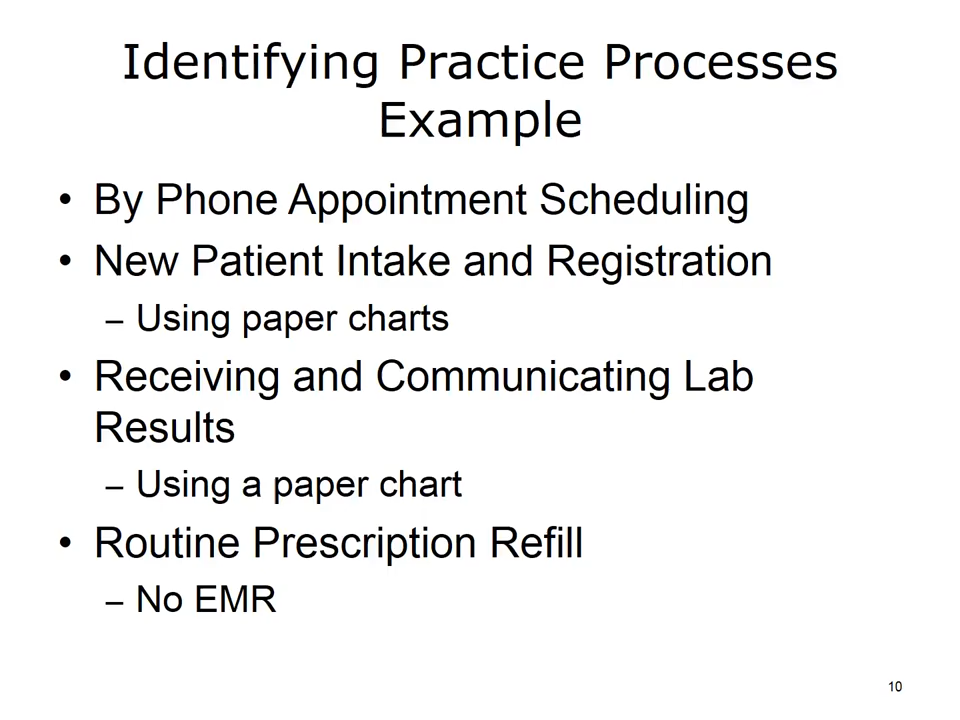 Identifying Practice Processes
Example
• By Phone Appointment Scheduling
• New Patient Intake and Registration
– Using paper charts
• Receiving and Communicating Lab
Results
– Using a paper chart
• Routine Prescription Refill
– No EMR
10